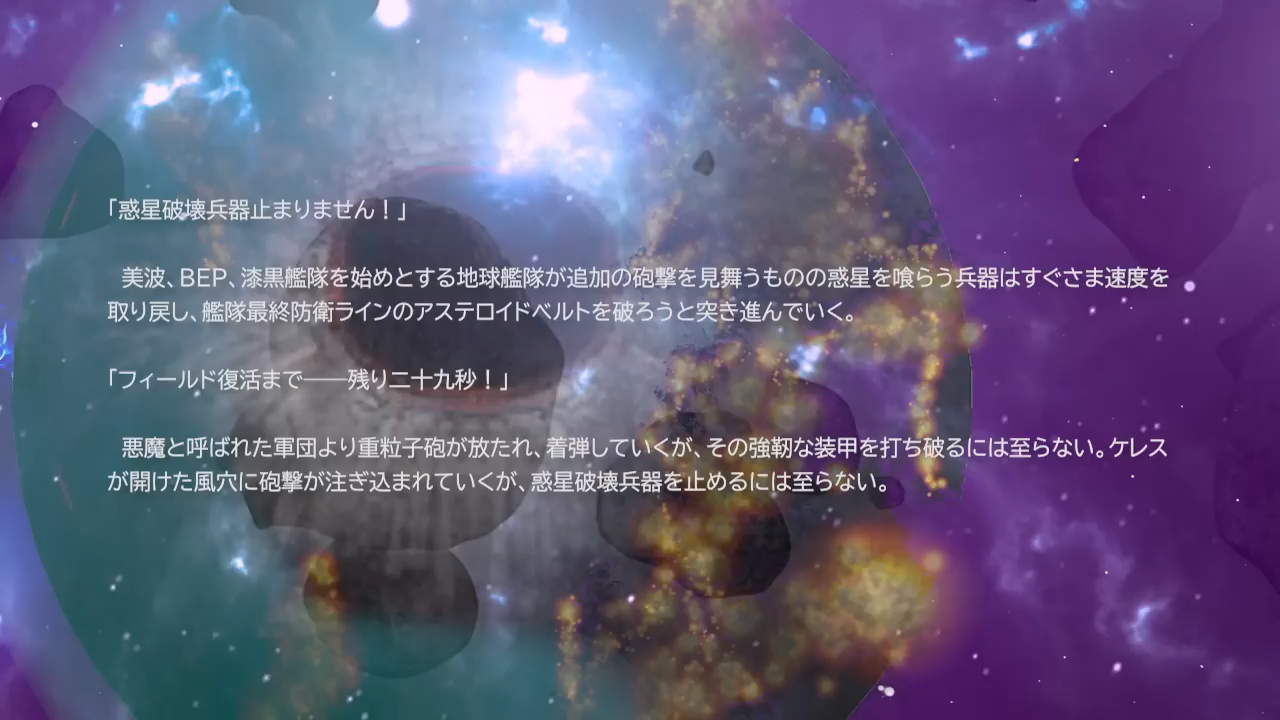 「惑星破壊兵器止まりません！」
美波、BEP、漆黒艦隊を始めとする地球艦隊が追加の砲撃を見舞うものの惑星を喰らう兵器はすぐさま速度を
取り戻し、艦隊最終防衛ラインのアステロイドベルトを破ろうと突き進んでいく。
「フィールド復活まで――残り二十九秒！」
悪魔と呼ばれた軍団より重粒子砲が放たれ、着弾していくが、その強靭な装甲を打ち破るには至らない。ケレス
が開けた風穴に砲撃が注ぎ込まれていくが、惑星破壊兵器を止めるには至らない。